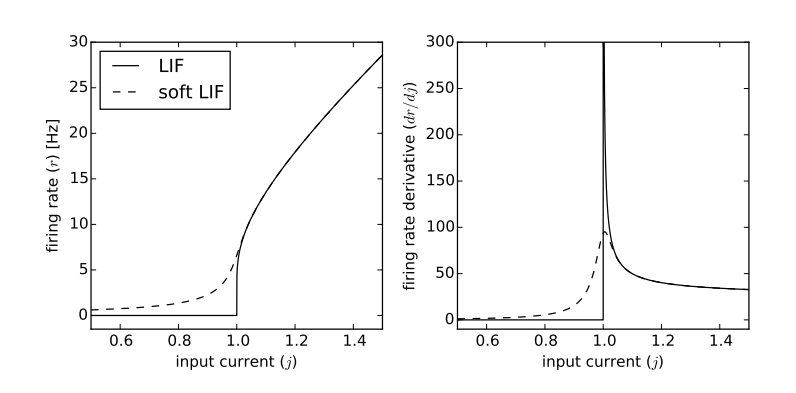 30
25
20
15
10
5
0
firing rate (r) [Hz]
LIF
soft LIF
0.6 0.8 1.0 1.2 1.4
input current (j)
300
250
200
150
100
50
0
firing rate derivative (dr/dj)
0.6 0.8 1.0 1.2 1.4
input current (j)